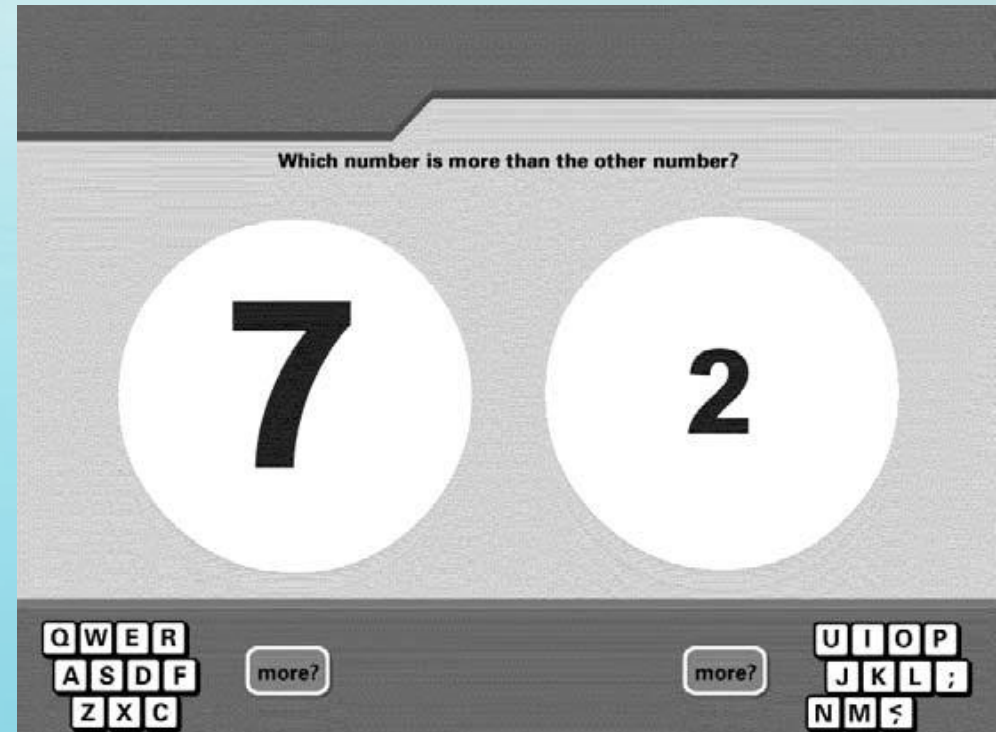 Which number is more than the other number?
7 2
Q W E R
A S D F
Z X C
more?
more?
U I O P
J K L ;
N M <